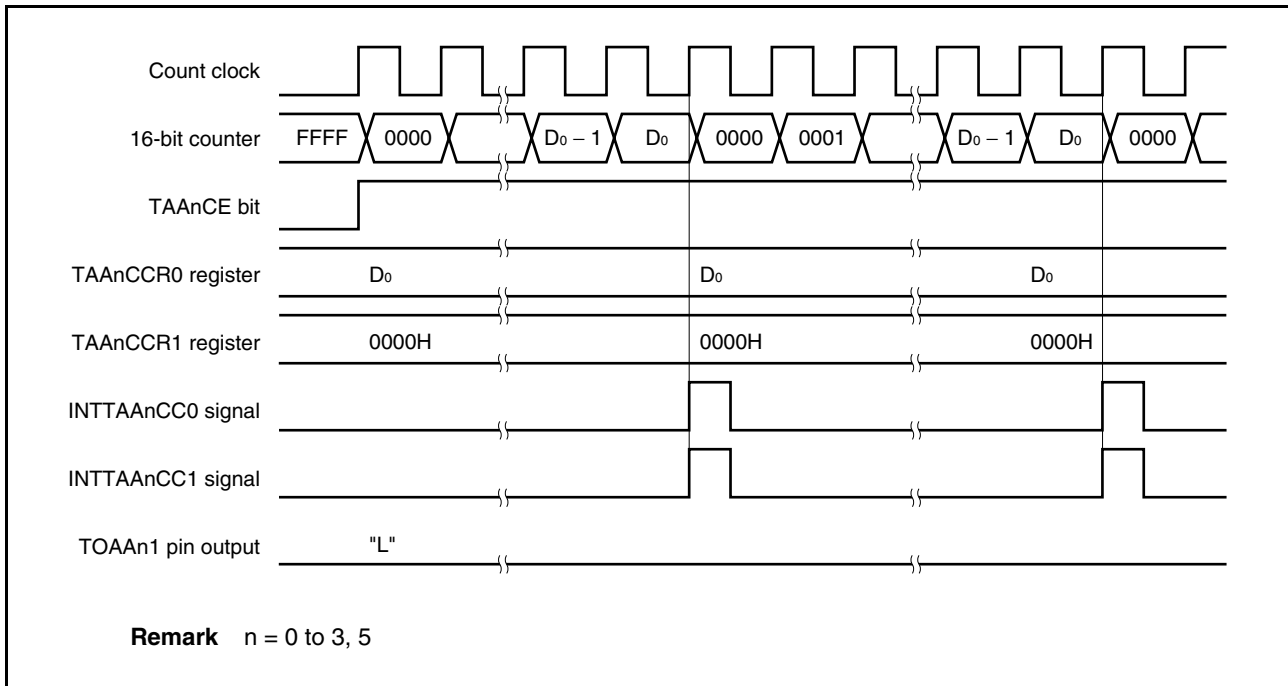 Count clock
16-bit counter FFFF 0000 D₀ − 1 D₀ 0000 0001 D₀ − 1 D₀ 0000
TAAnCE bit
TAAnCCR0 register D₀ D₀ D₀
TAAnCCR1 register 0000H 0000H 0000H
INTTAAnCC0 signal
INTTAAnCC1 signal
TOAAn1 pin output "L"
Remark n = 0 to 3, 5